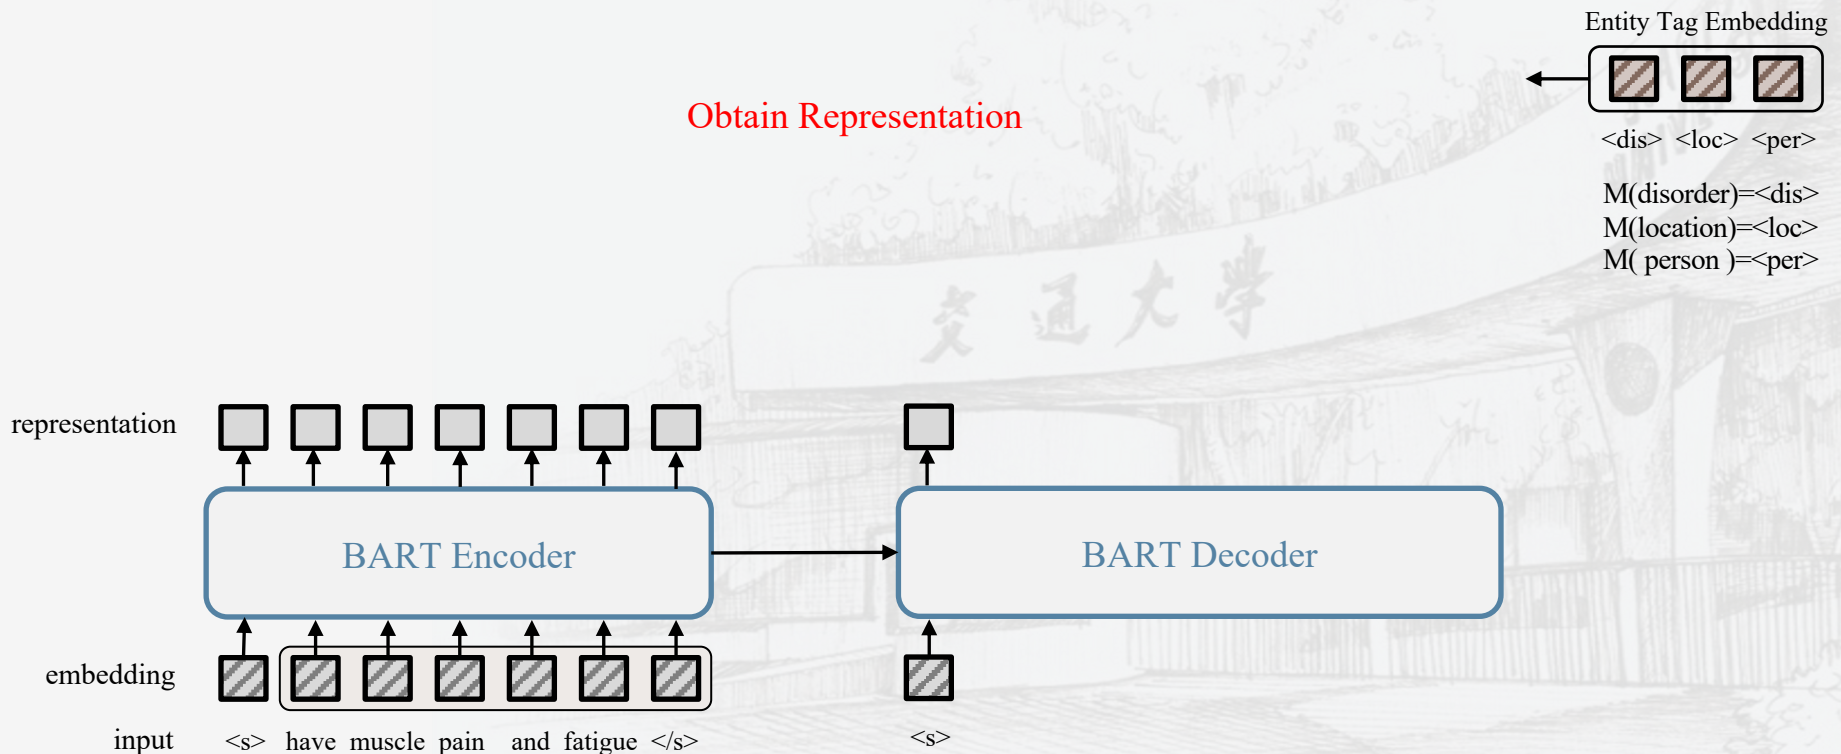 Entity Tag Embedding
Obtain Representation
<dis> <loc> <per>
M(disorder)=<dis>
M(location)=<loc>
M( person )=<per>
交通大學
representation
BART Encoder
BART Decoder
embedding
input <s> have muscle pain and fatigue </s> <s>